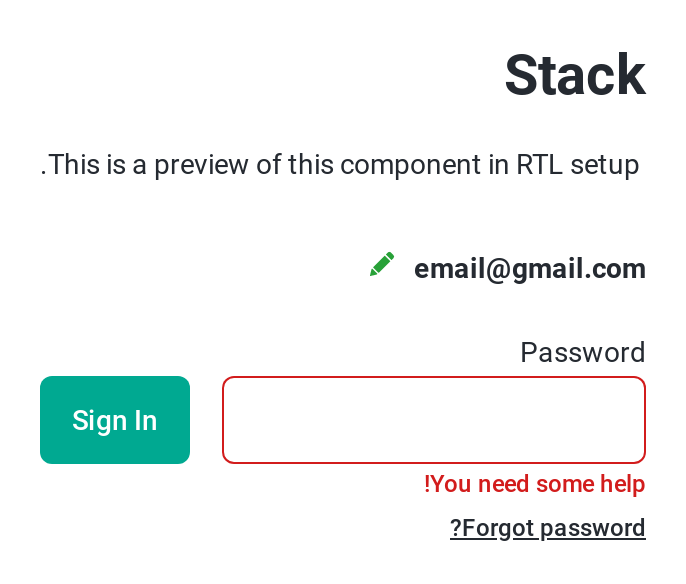 Stack
.This is a preview of this component in RTL setup
email@gmail.com
Password
Sign In
!You need some help
?Forgot password